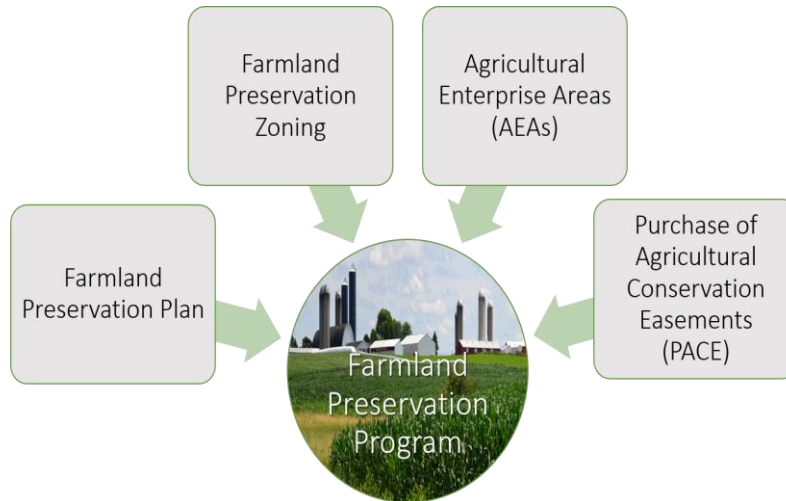 Farmland
Preservation
Zoning
Agricultural
Enterprise Areas
(AEAs)
Farmland
Preservation Plan
Purchase of
Agricultural
Conservation
Easements
(PACE)
Farmland
Preservation
Program